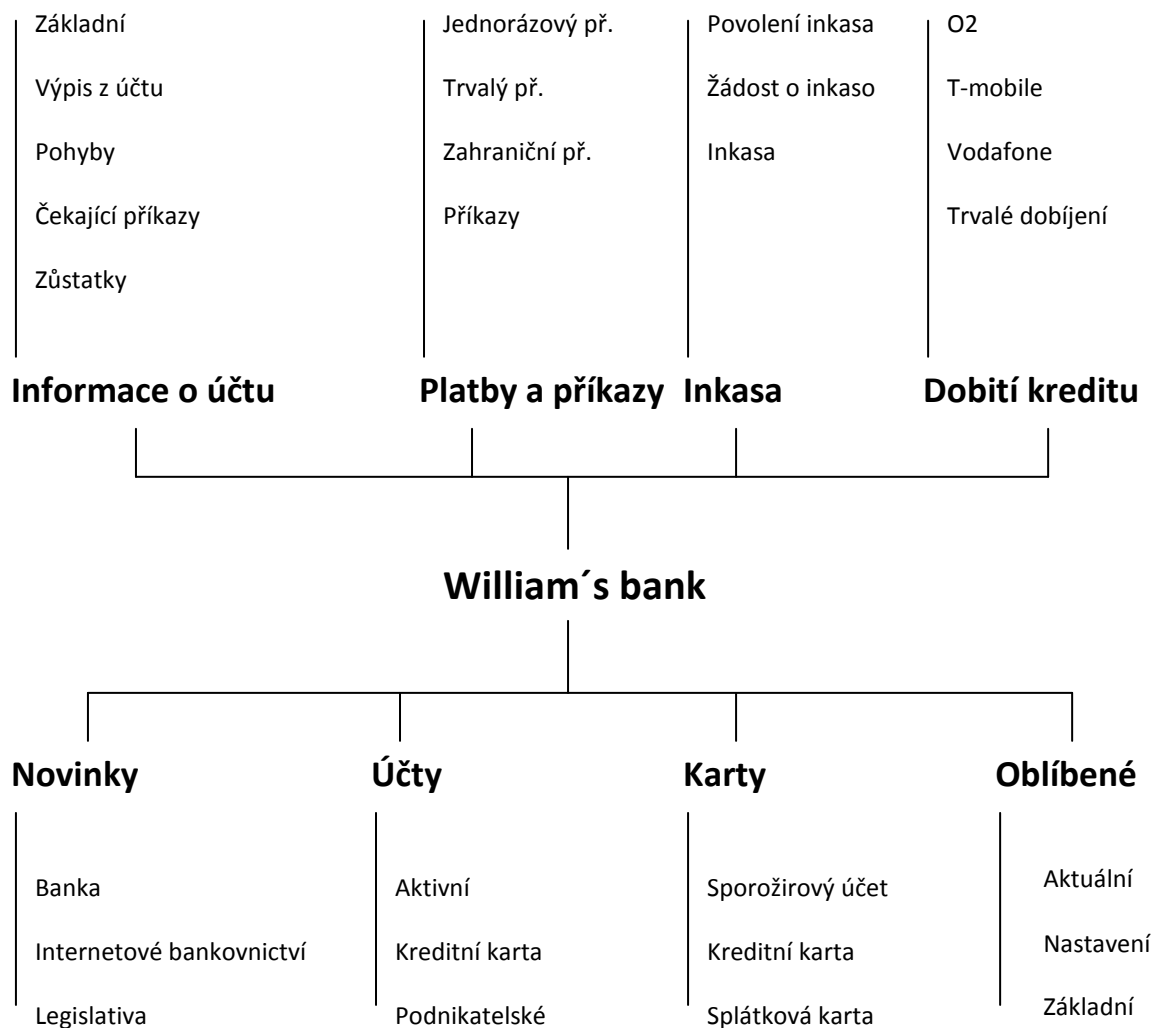 Základní
Výpis z účtu
Pohyby
Čekající příkazy
Zůstatky
Informace o účtu
Jednorázový př.
Trvalý př.
Zahraniční př.
Příkazy
Platby a příkazy
Povolení inkasa
Žádost o inkaso
Inkasa
Inkasa
O2
T-mobile
Vodafone
Trvalé dobíjení
Dobití kreditu
William´s bank
Novinky
Banka
Internetové bankovnictví
Legislativa
Účty
Aktivní
Kreditní karta
Podnikatelské
Karty
Sporožirový účet
Kreditní karta
Splátková karta
Oblíbené
Aktuální
Nastavení
Základní